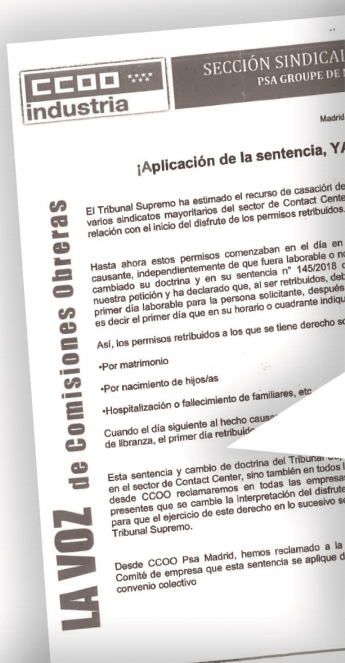 CCOO
industria
SECCIÓN SINDICAL
PSA GROUPE DE
Madrid
¡Aplicación de la sentencia, YA
LA VOZ de Comisiones Obreras
El Tribunal Supremo ha estimado el recurso de casación de
varios sindicatos mayoritarios del sector de Contact Cente
relación con el inicio del disfrute de los permisos retribuidos.
Hasta ahora estos permisos comenzaban en el día en
causante, independientemente de que fuera laborable o no
cambiado su doctrina y en su sentencia nº 145/2018
nuestra petición y ha declarado que, al ser retribuidos, deb
primer día laborable para la persona solicitante, después
es decir el primer día que en su horario o cuadrante indiqu
Así, los permisos retribuidos a los que se tiene derecho so
•Por matrimonio
•Por nacimiento de hijos/as
•Hospitalización o fallecimiento de familiares, etc
Cuando el día siguiente al hecho caus
de libranza, el primer día retribuido
Esta sentencia y cambio de doctrina del Tribunal
en el sector de Contact Center, sino también en todos l
desde CCOO reclamaremos en todas las empresas
presentes que se cambie la interpretación del disfrute
para que el ejercicio de este derecho en lo sucesivo se
Tribunal Supremo.
Desde CCOO Psa Madrid, hemos reclamado a la
Comité de empresa que esta sentencia se aplique d
convenio colectivo